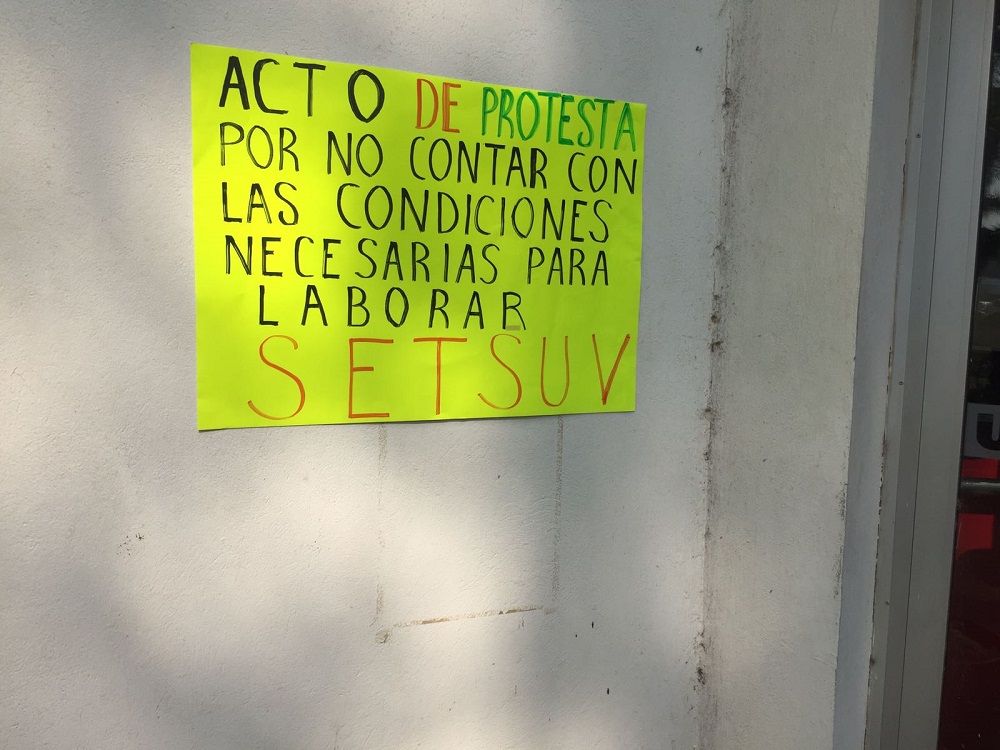 ACTO DE PROTESTA
POR NO CONTAR CON
LAS CONDICIONES
NECESARIAS PARA
LABORAR
SETSUV